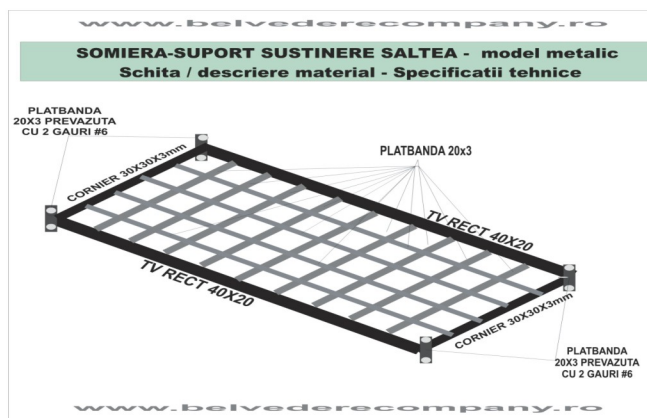 www.belvederecompany.ro
SOMIERA-SUPORT SUSTINERE SALTEA - model metalic
Schita / descriere material - Specificatii tehnice
PLATBANDA
20X3 PREVAZUTA
CU 2 GAURI #6
PLATBANDA 20x3
CORNIER 30X30X3mm
TV RECT 40X20
TV RECT 40X20
CORNIER 30X30X3mm
PLATBANDA
20X3 PREVAZUTA
CU 2 GAURI #6
www.belvederecompany.ro